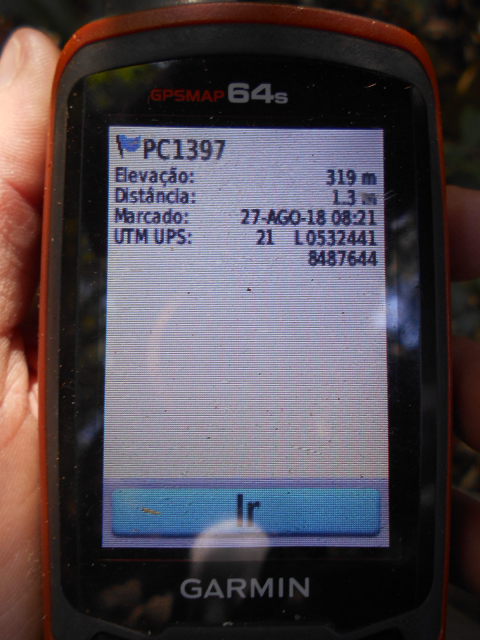 GPSMAP 64s
PC1397
Elevação: 319 m
Distância: 1.3
Marcado: 27-AGO-18 08:21
UTM UPS: 21 L 0532441
8487644
Ir
GARMIN